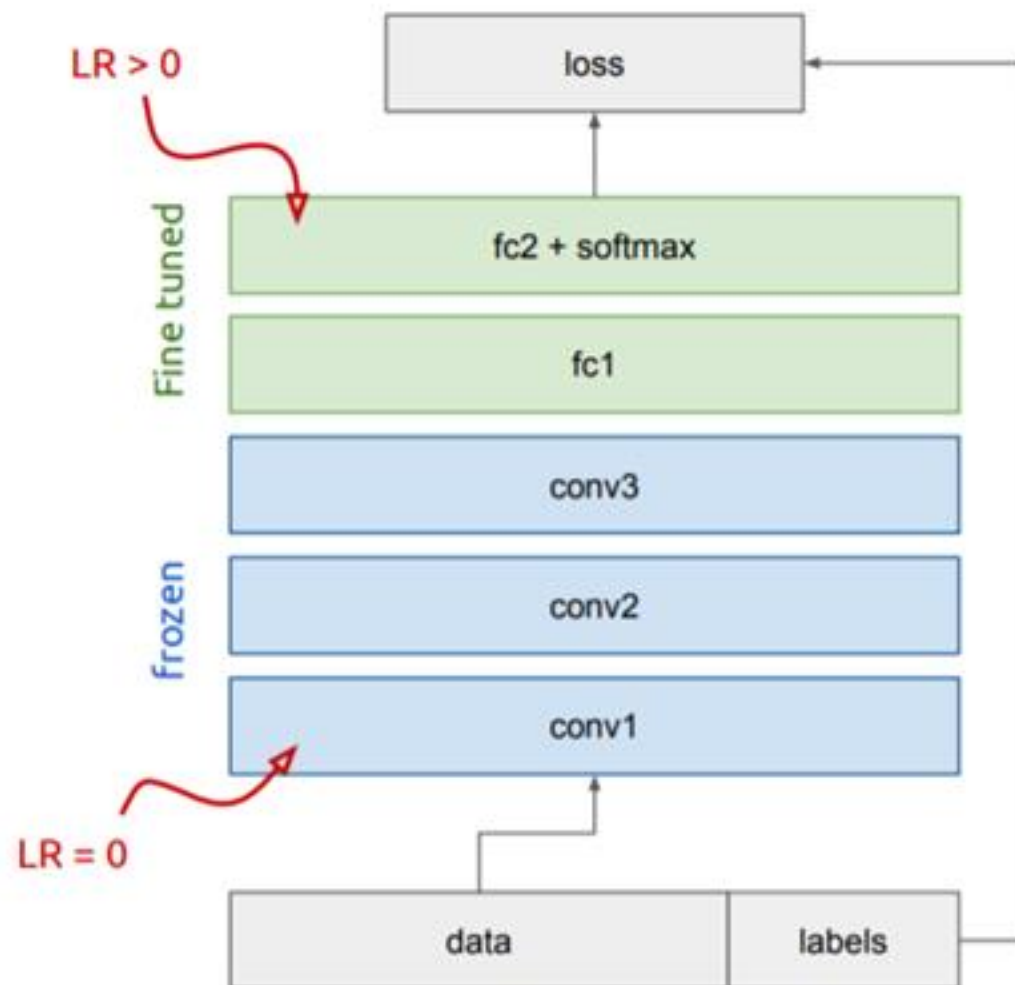 loss
LR > 0
fc2 + softmax
Fine tuned
fc1
conv3
conv2
frozen
conv1
LR = 0
data
labels